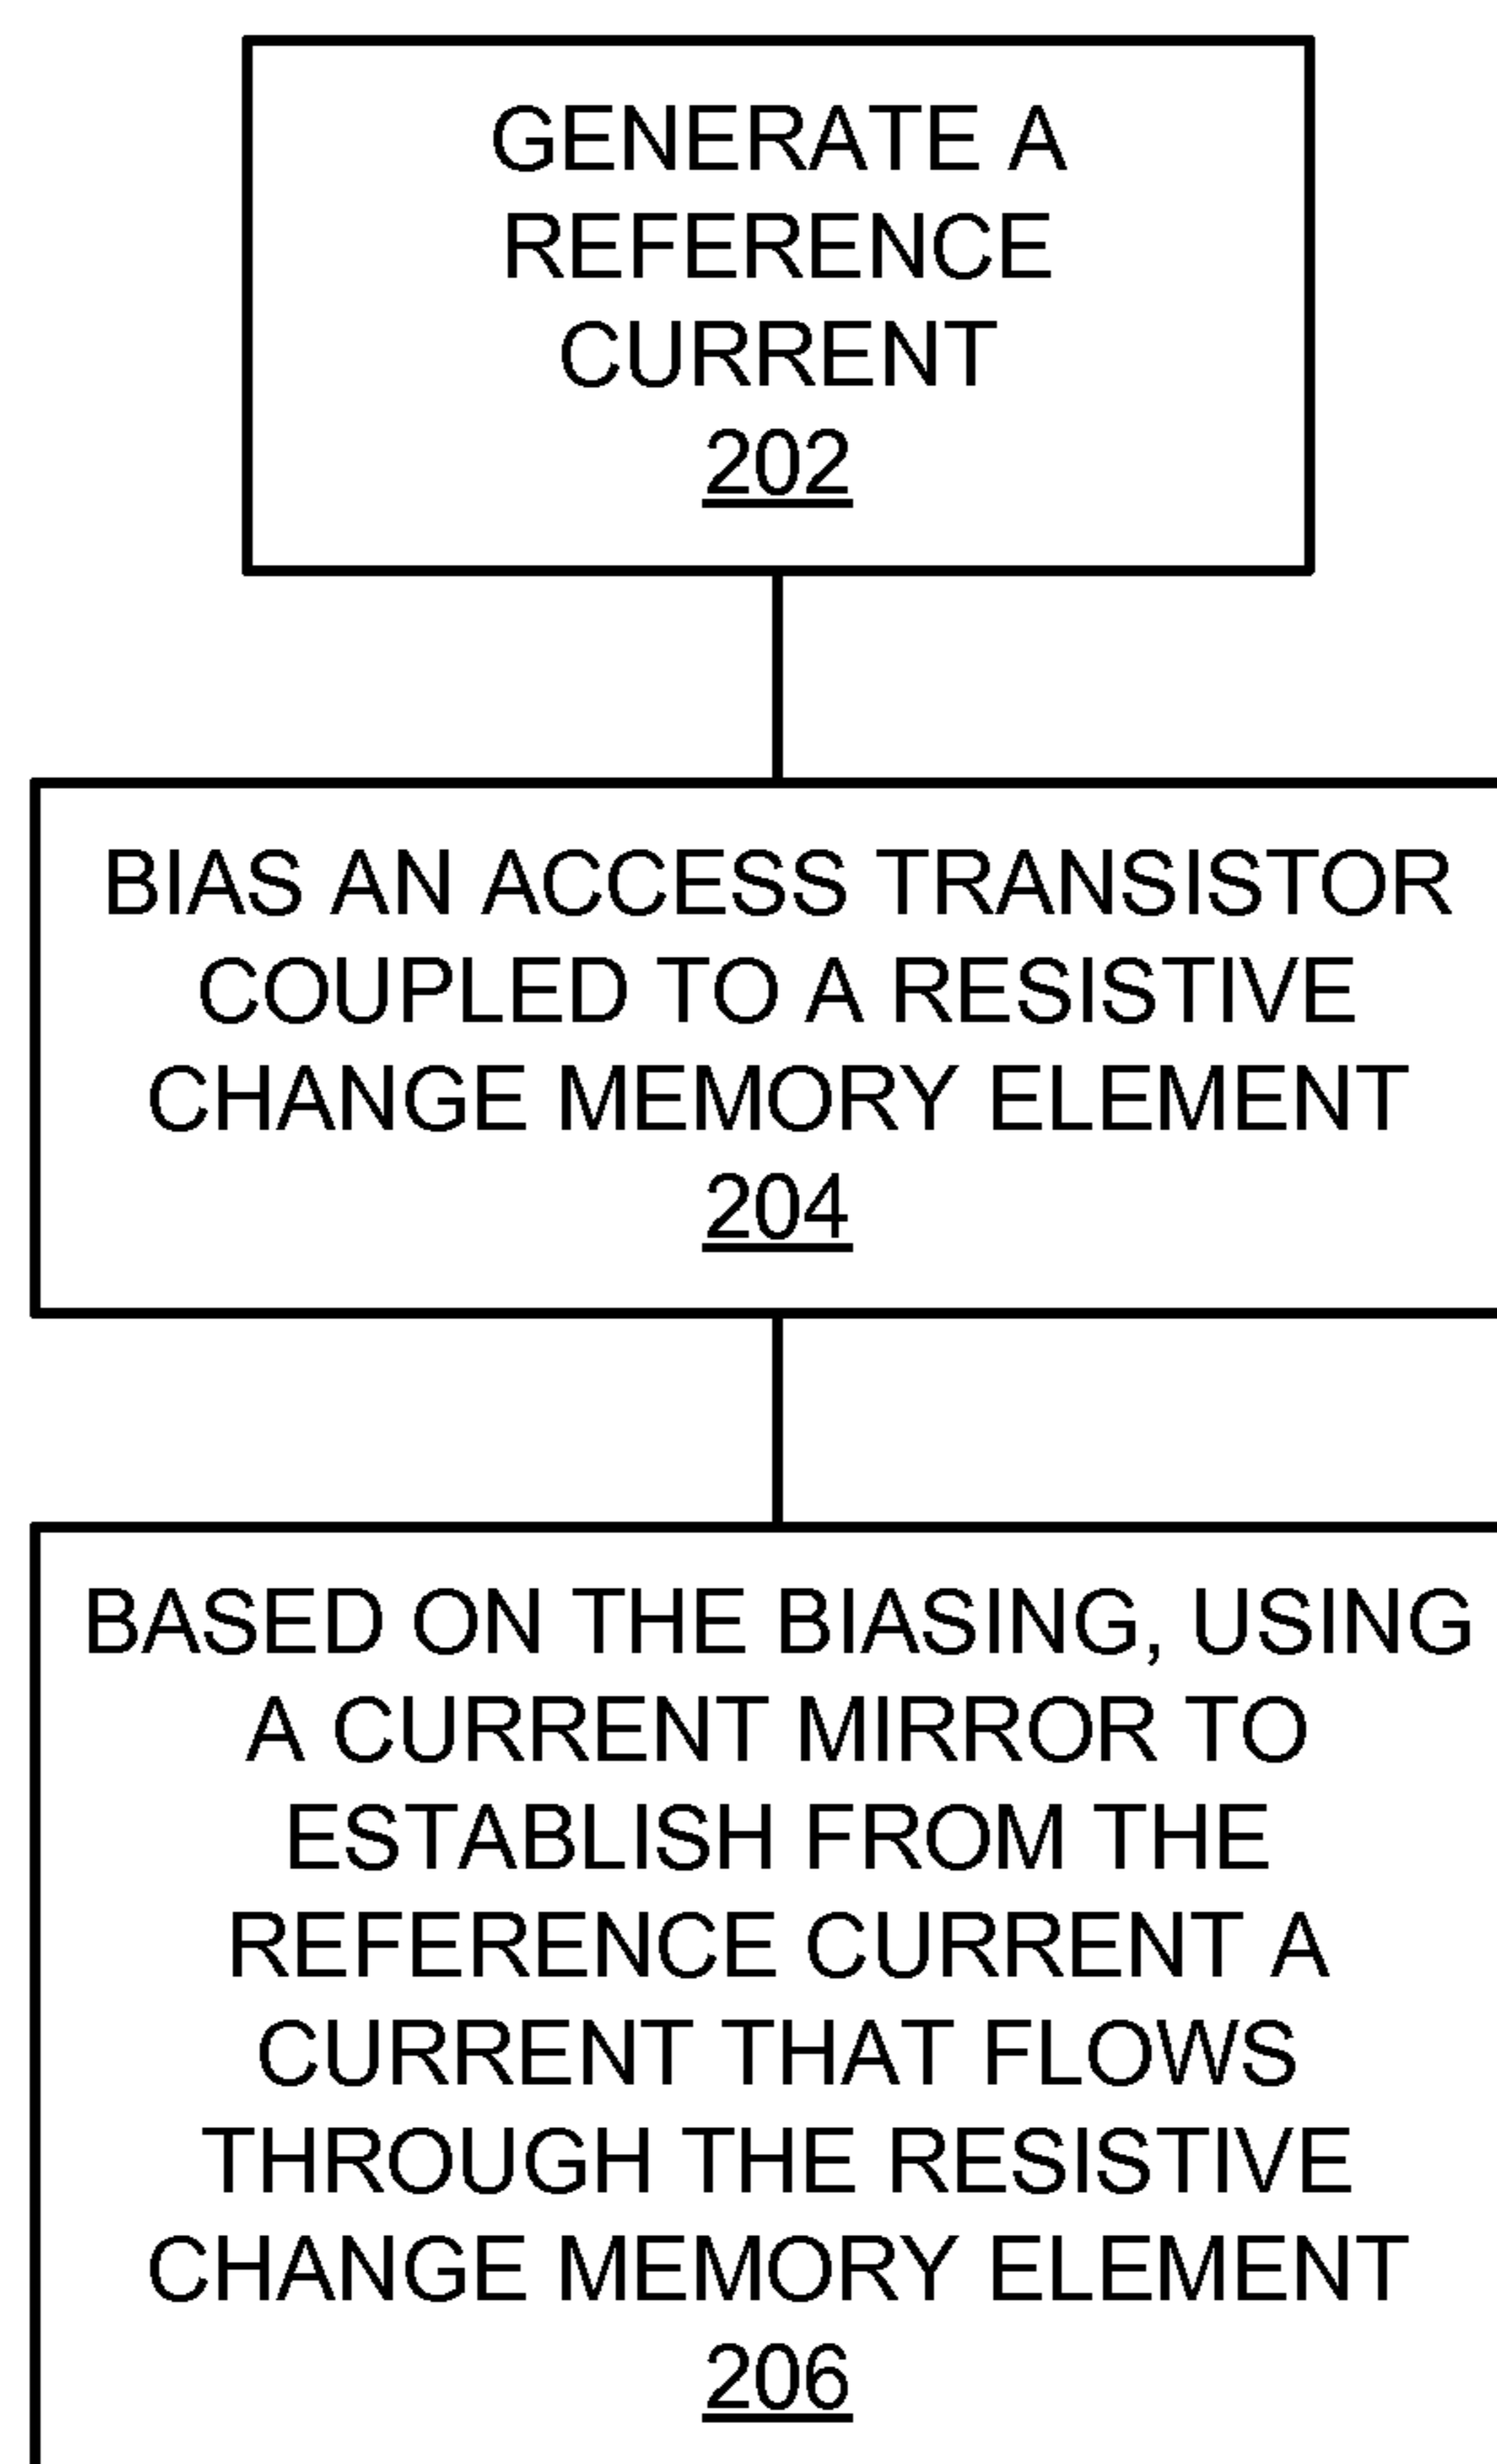 GENERATE A
REFERENCE
CURRENT
202
BIAS AN ACCESS TRANSISTOR
COUPLED TO A RESISTIVE
CHANGE MEMORY ELEMENT
204
BASED ON THE BIASING, USING
A CURRENT MIRROR TO
ESTABLISH FROM THE
REFERENCE CURRENT A
CURRENT THAT FLOWS
THROUGH THE RESISTIVE
CHANGE MEMORY ELEMENT
206